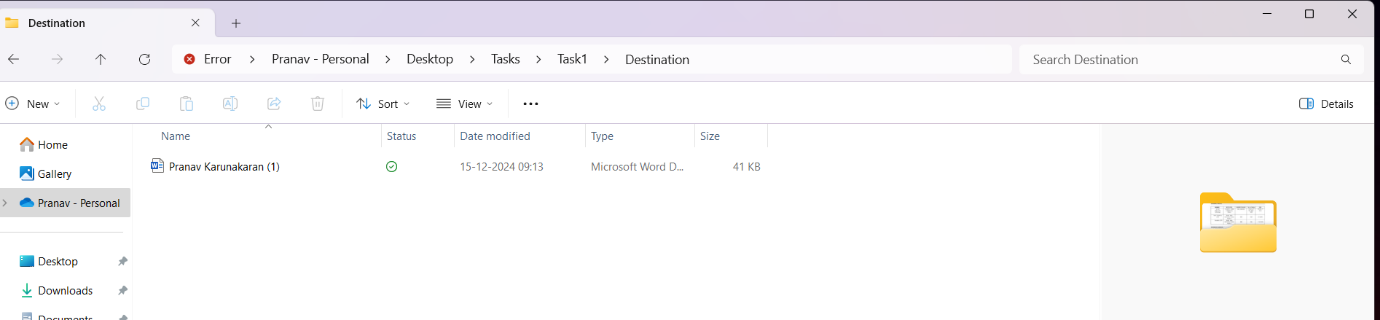 Destination
Error > Pranav - Personal > Desktop > Tasks > Task1 > Destination
Search Destination
New
Sort
View
Details
Home
Gallery
Pranav - Personal
Desktop
Downloads
Documents
Name Status Date modified Type Size
Pranav Karunakaran (1) 15-12-2024 09:13 Microsoft Word D... 41 KB